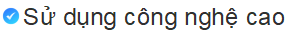 Sử dụng công nghệ cao